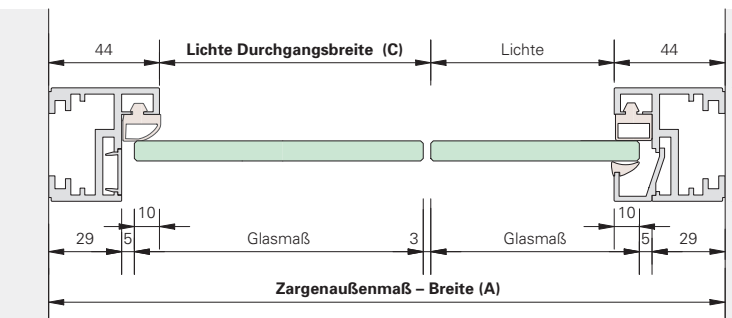 44 Lichte Durchgangsbreite (C) Lichte 44
10 10
29 5 Glasmaß 3 Glasmaß 5 29
Zargenaußenmaß – Breite (A)